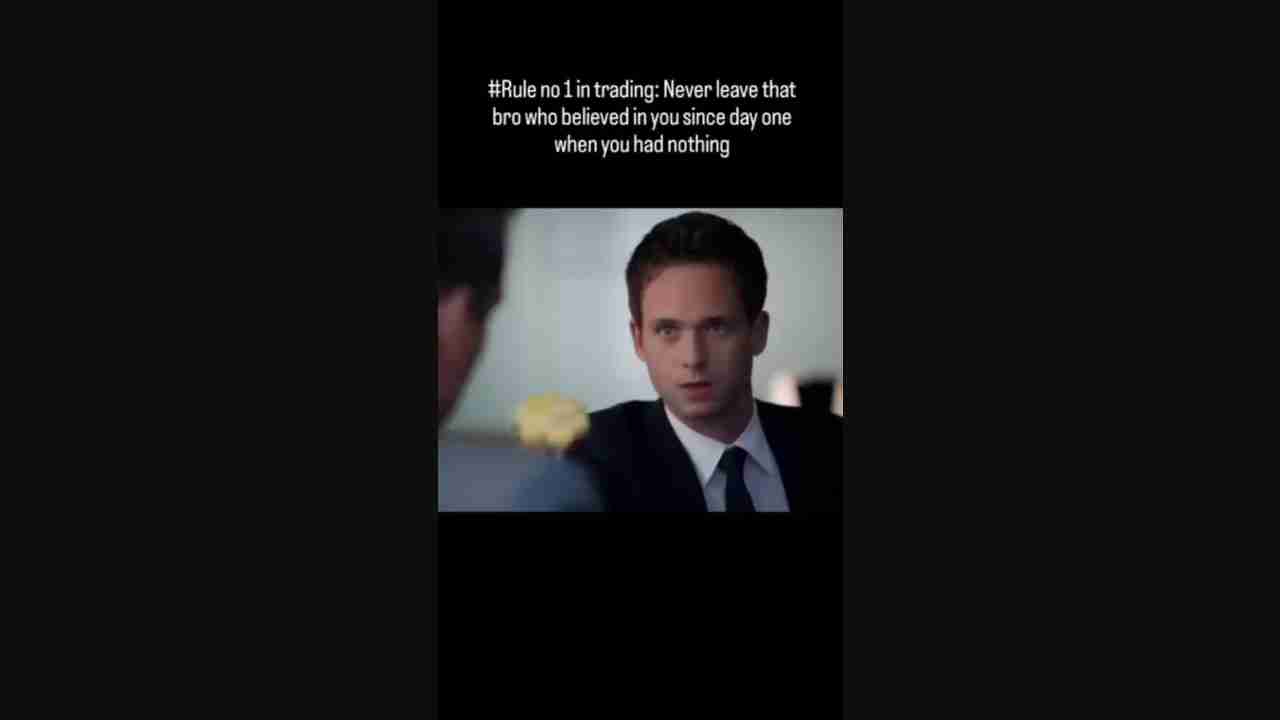 #Rule no 1 in trading: Never leave that
bro who believed in you since day one
when you had nothing